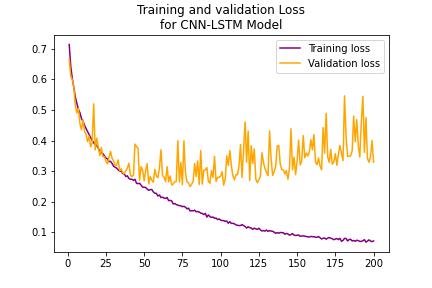 Training and validation Loss
for CNN-LSTM Model
Training loss
Validation loss
0.7
0.6
0.5
0.4
0.3
0.2
0.1
0 25 50 75 100 125 150 175 200